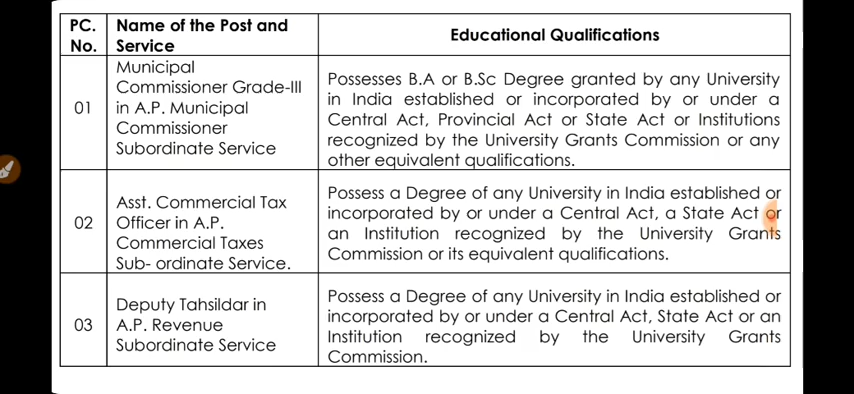 PC. No.
Name of the Post and Service
Educational Qualifications
01
Municipal
Commissioner Grade-III
in A.P. Municipal
Commissioner
Subordinate Service
Possesses B.A or B.Sc Degree granted by any University
in India established or incorporated by or under a
Central Act, Provincial Act or State Act or Institutions
recognized by the University Grants Commission or any
other equivalent qualifications.
02
Asst. Commercial Tax
Officer in A.P.
Commercial Taxes
Sub- ordinate Service.
Possess a Degree of any University in India established or
incorporated by or under a Central Act, a State Act or
an Institution recognized by the University Grants
Commission or its equivalent qualifications.
03
Deputy Tahsildar in
A.P. Revenue
Subordinate Service
Possess a Degree of any University in India established or
incorporated by or under a Central Act, State Act or an
Institution recognized by the University Grants
Commission.